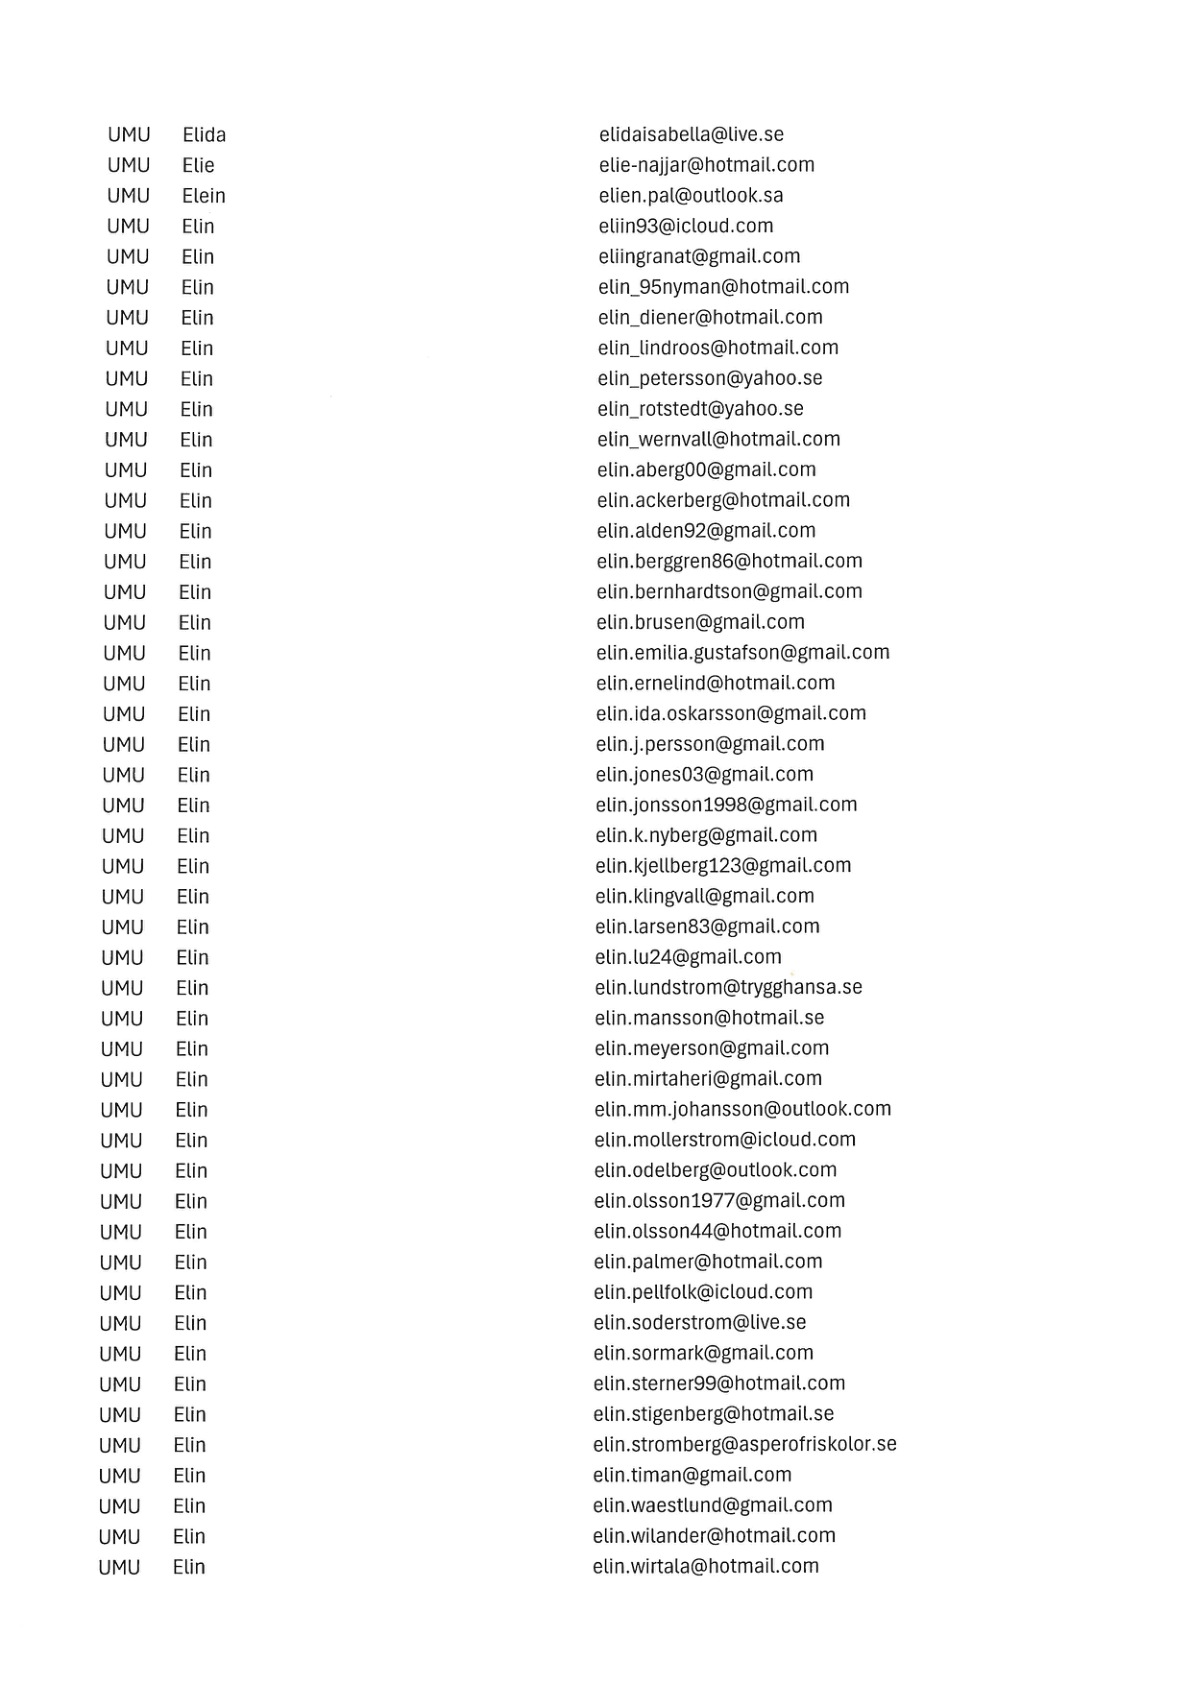 UMU Elida elidaisabella@live.se
UMU Elie elie-najjar@hotmail.com
UMU Elein elien.pal@outlook.sa
UMU Elin eliin93@icloud.com
UMU Elin eliingranat@gmail.com
UMU Elin elin_95nyman@hotmail.com
UMU Elin elin_diener@hotmail.com
UMU Elin elin_lindroos@hotmail.com
UMU Elin elin_petersson@yahoo.se
UMU Elin elin_rotstedt@yahoo.se
UMU Elin elin_wernvall@hotmail.com
UMU Elin elin.aberg00@gmail.com
UMU Elin elin.ackerberg@hotmail.com
UMU Elin elin.alden92@gmail.com
UMU Elin elin.berggren86@hotmail.com
UMU Elin elin.bernhardtson@gmail.com
UMU Elin elin.brusen@gmail.com
UMU Elin elin.emilia.gustafson@gmail.com
UMU Elin elin.ernelind@hotmail.com
UMU Elin elin.ida.oskarsson@gmail.com
UMU Elin elin.j.persson@gmail.com
UMU Elin elin.jones03@gmail.com
UMU Elin elin.jonsson1998@gmail.com
UMU Elin elin.k.nyberg@gmail.com
UMU Elin elin.kjellberg123@gmail.com
UMU Elin elin.klingvall@gmail.com
UMU Elin elin.larsen83@gmail.com
UMU Elin elin.lu24@gmail.com
UMU Elin elin.lundstrom@trygghansa.se
UMU Elin elin.mansson@hotmail.se
UMU Elin elin.meyerson@gmail.com
UMU Elin elin.mirtaheri@gmail.com
UMU Elin elin.mm.johansson@outlook.com
UMU Elin elin.mollerstrom@icloud.com
UMU Elin elin.odelberg@outlook.com
UMU Elin elin.olsson1977@gmail.com
UMU Elin elin.olsson44@hotmail.com
UMU Elin elin.palmer@hotmail.com
UMU Elin elin.pellfolk@icloud.com
UMU Elin elin.soderstrom@live.se
UMU Elin elin.sormark@gmail.com
UMU Elin elin.sterner99@hotmail.com
UMU Elin elin.stigenberg@hotmail.se
UMU Elin elin.stromberg@asperofriskolor.se
UMU Elin elin.timan@gmail.com
UMU Elin elin.waestlund@gmail.com
UMU Elin elin.wilander@hotmail.com
UMU Elin elin.wirtala@hotmail.com